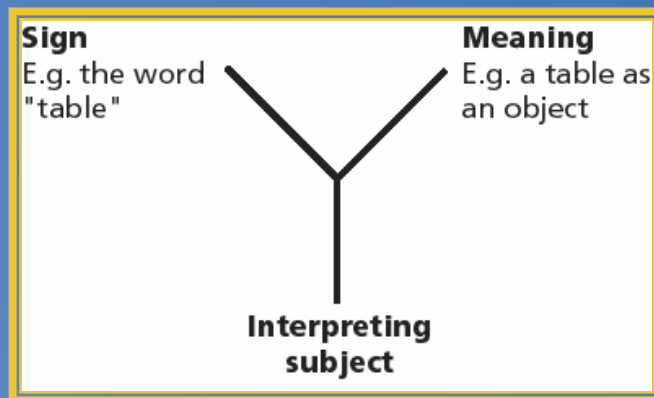 Sign
E.g. the word
"table"
Meaning
E.g. a table as
an object
Interpreting
subject